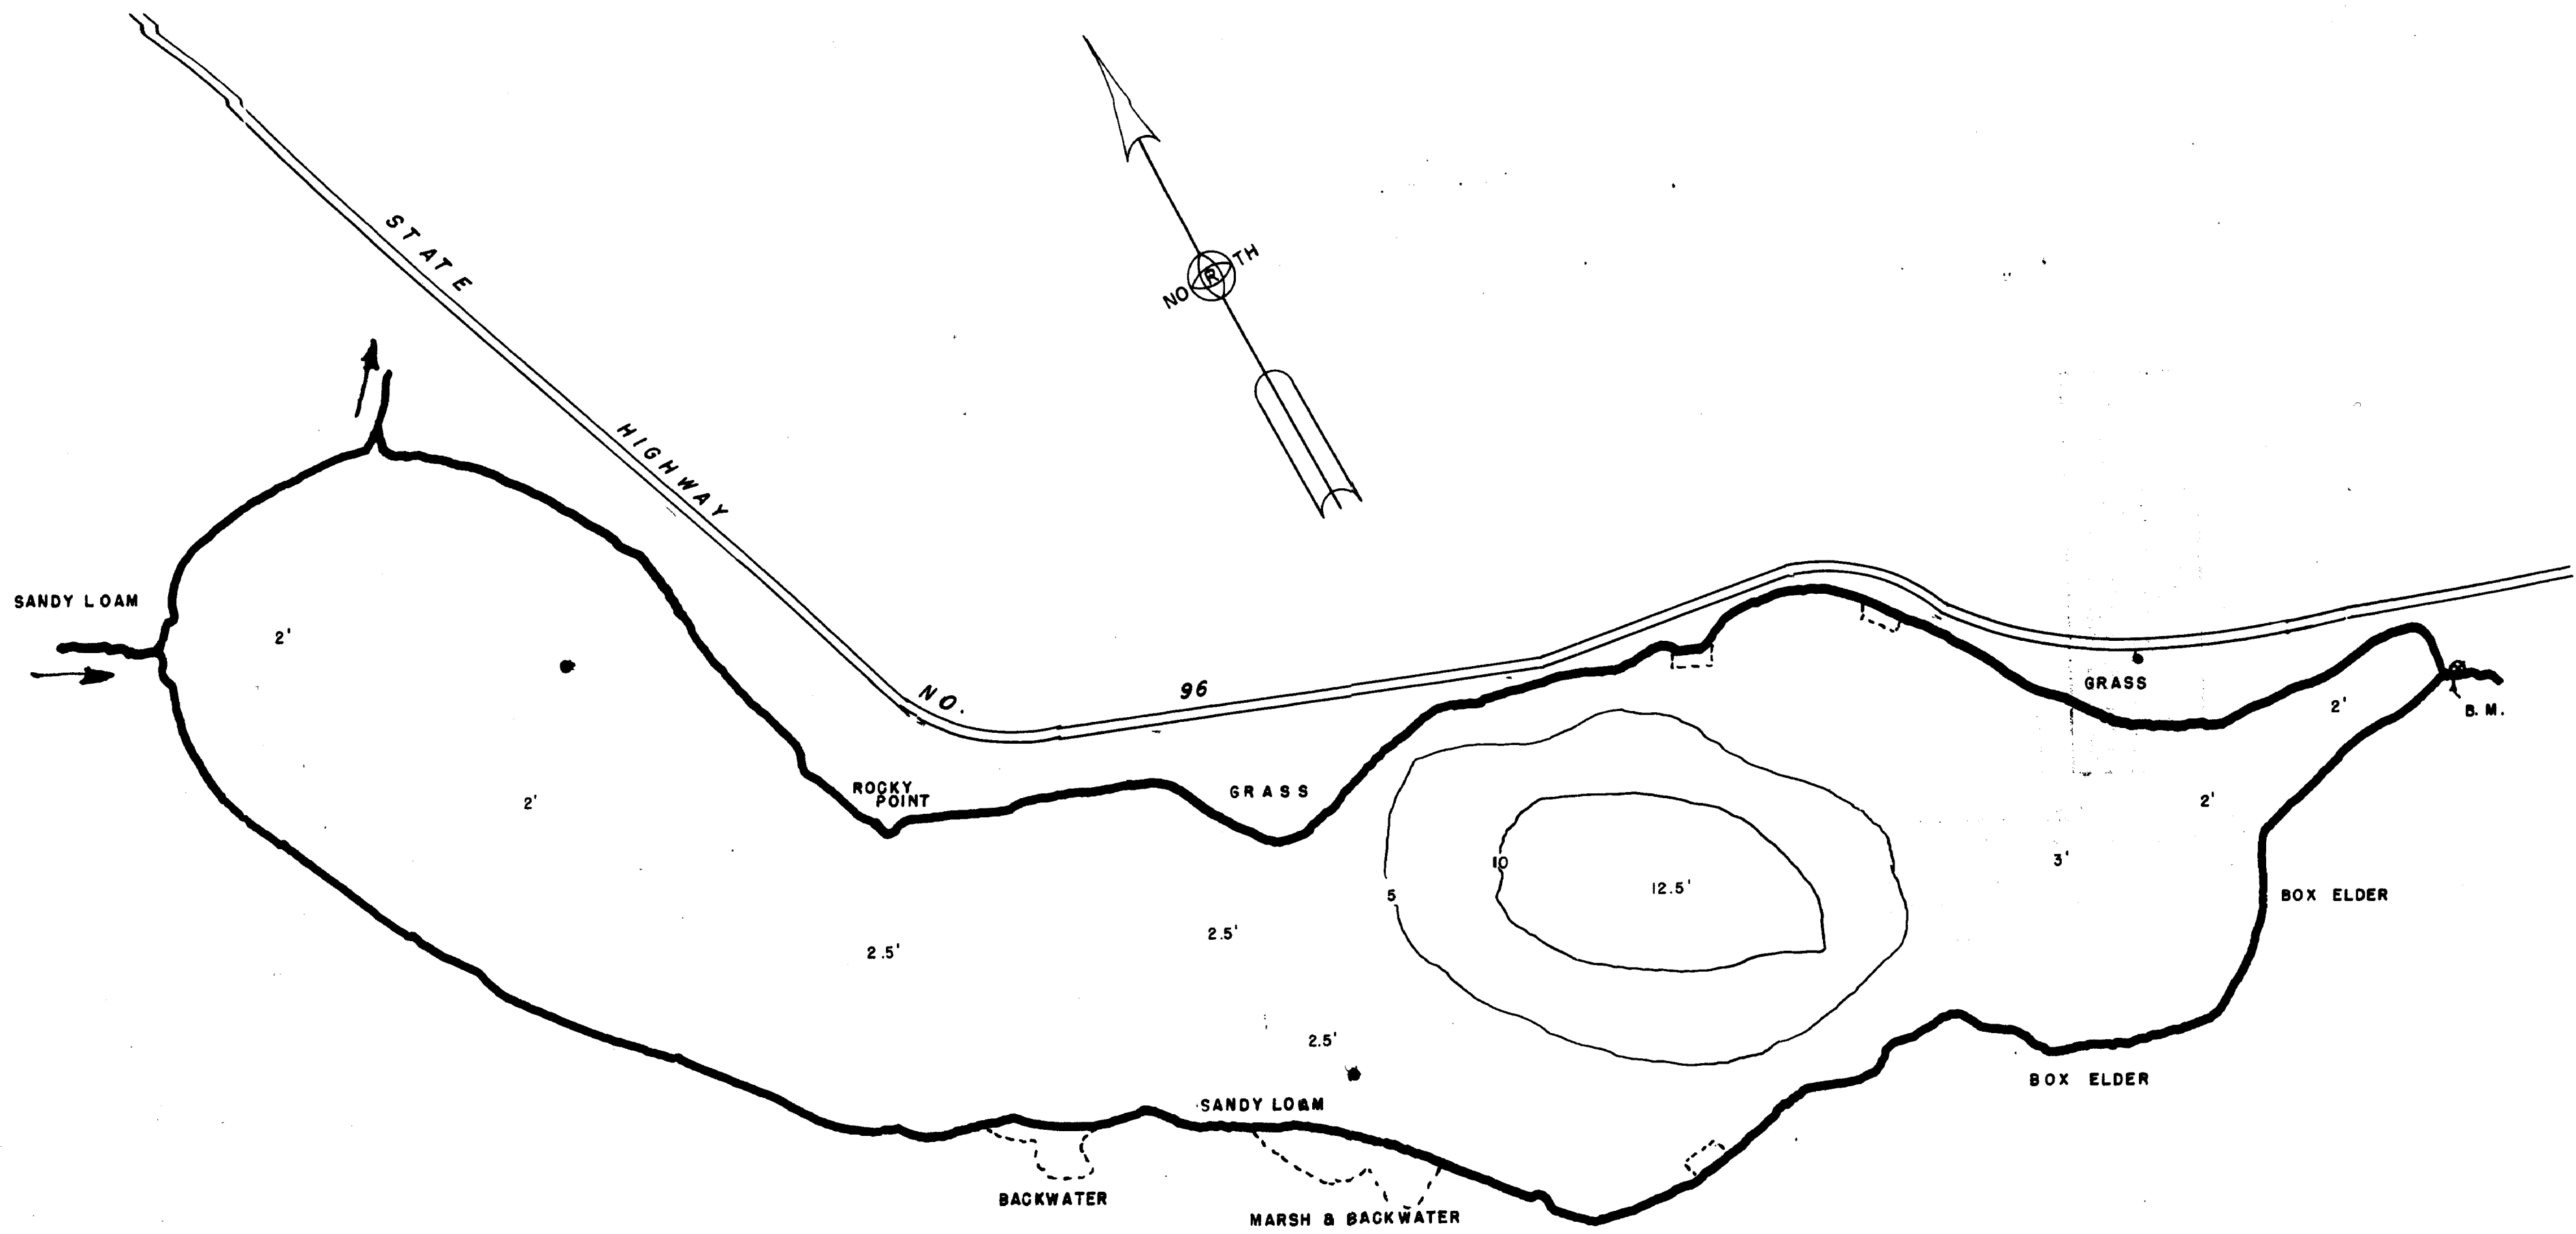 STATE
HIGHWAY
NO.
96
NO R TH
SANDY LOAM
2'
2'
ROCKY
POINT
GRASS
GRASS
2'
B. M.
2'
3'
10
12.5'
5
BOX ELDER
2.5'
2.5'
2.5'
SANDY LOAM
BOX ELDER
BACKWATER
MARSH & BACKWATER